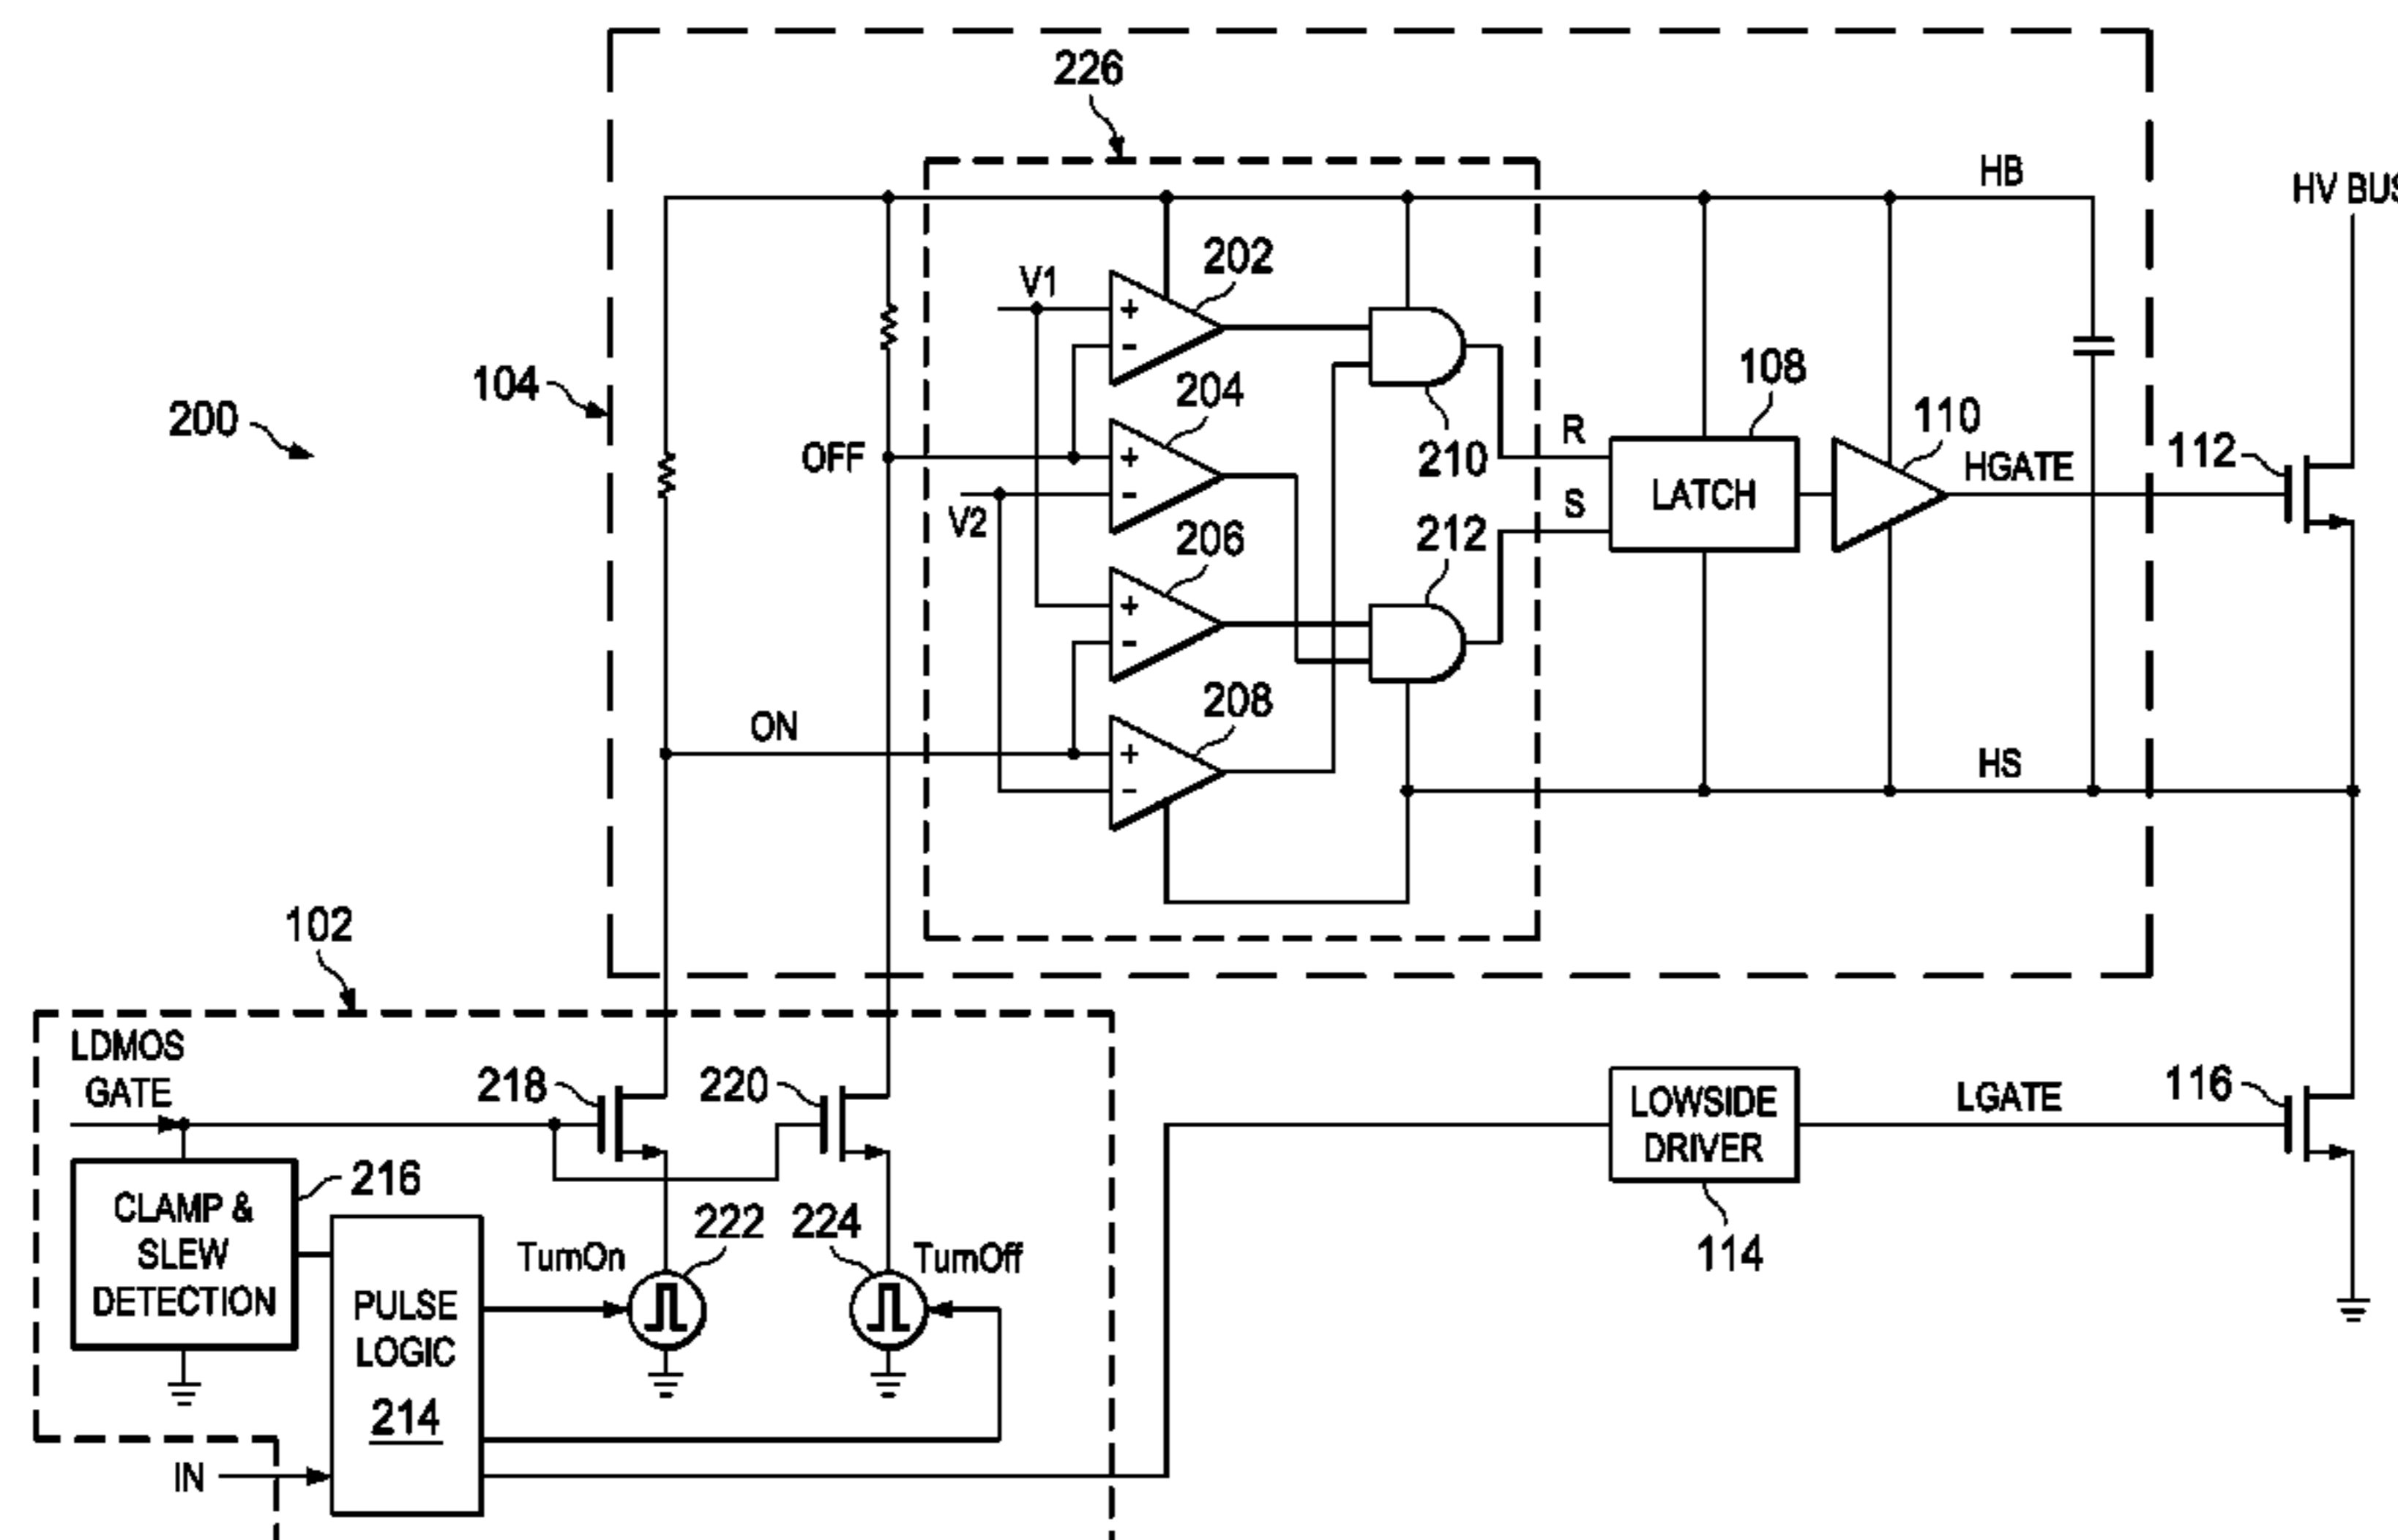 226
HB
HV BUS
V1
202
+
-
104
200
204
108
110
OFF
+
-
210
R
HGATE
112
LATCH
V2
S
206
212
+
-
208
ON
+
-
HS
102
LDMOS
GATE
218
220
LOWSIDE
DRIVER
LGATE
116
216
CLAMP &
SLEW
DETECTION
222
224
114
TurnOn
TurnOff
PULSE
LOGIC
214
IN